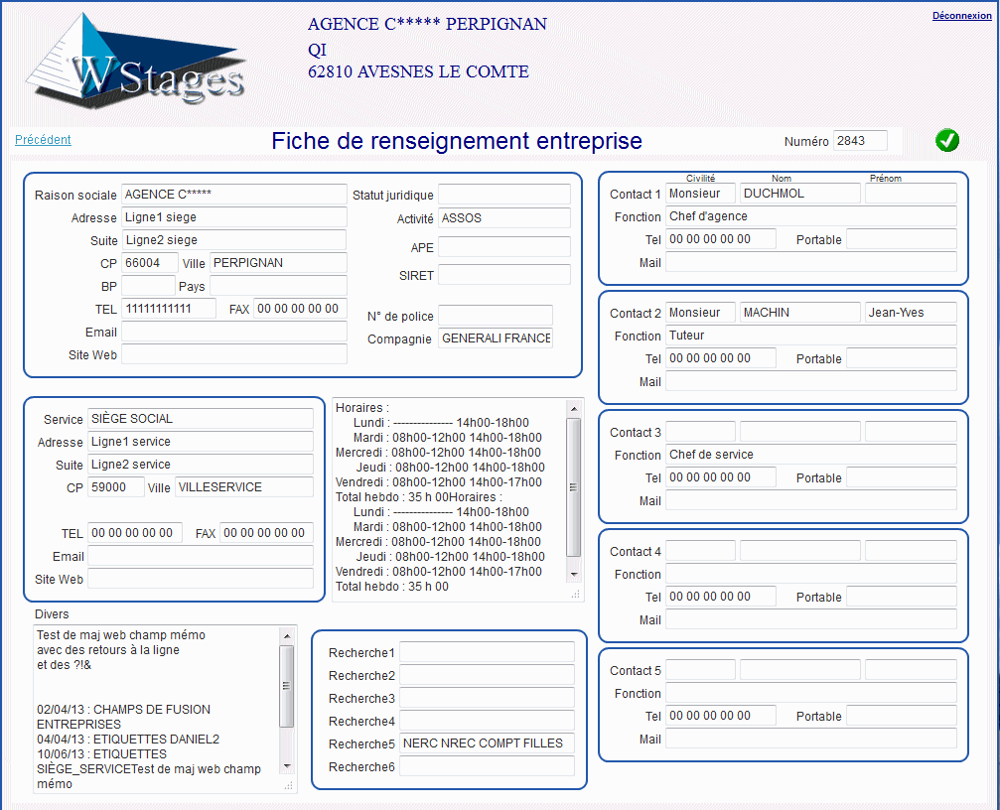 WStages
AGENCE C***** PERPIGNAN
QI
62810 AVESNES LE COMTE
Déconnexion
Précédent
Fiche de renseignement entreprise
Numéro 2843
Raison sociale AGENCE C*****
Adresse Ligne1 siege
Suite Ligne2 siege
CP 66004 Ville PERPIGNAN
BP Pays
TEL 11111111111 FAX 00 00 00 00 00
Email
Site Web
Statut juridique
Activité ASSOS
APE
SIRET
N° de police
Compagnie GENERALI FRANCE
Civilité Nom Prénom
Contact 1 Monsieur DUCHMOL
Fonction Chef d'agence
Tel 00 00 00 00 00 Portable
Mail
Contact 2 Monsieur MACHIN Jean-Yves
Fonction Tuteur
Tel 00 00 00 00 00 Portable
Mail
Contact 3
Fonction Chef de service
Tel 00 00 00 00 00 Portable
Mail
Contact 4
Fonction
Tel 00 00 00 00 00 Portable
Mail
Contact 5
Fonction
Tel 00 00 00 00 00 Portable
Mail
Service SIÈGE SOCIAL
Adresse Ligne1 service
Suite Ligne2 service
CP 59000 Ville VILLESERVICE
TEL 00 00 00 00 00 FAX 00 00 00 00 00
Email
Site Web
Horaires :
Lundi : --------------- 14h00-18h00
Mardi : 08h00-12h00 14h00-18h00
Mercredi : 08h00-12h00 14h00-18h00
Jeudi : 08h00-12h00 14h00-18h00
Vendredi : 08h00-12h00 14h00-17h00
Total hebdo : 35 h 00Horaires :
Lundi : --------------- 14h00-18h00
Mardi : 08h00-12h00 14h00-18h00
Mercredi : 08h00-12h00 14h00-18h00
Jeudi : 08h00-12h00 14h00-18h00
Vendredi : 08h00-12h00 14h00-17h00
Total hebdo : 35 h 00
Divers
Test de maj web champ mémo
avec des retours à la ligne
et des ?!&
02/04/13 : CHAMPS DE FUSION
ENTREPRISES
04/04/13 : ETIQUETTES DANIEL2
10/06/13 : ETIQUETTES
SIÈGE_SERVICETest de maj web champ
mémo
Recherche1
Recherche2
Recherche3
Recherche4
Recherche5 NERC NREC COMPT FILLES
Recherche6